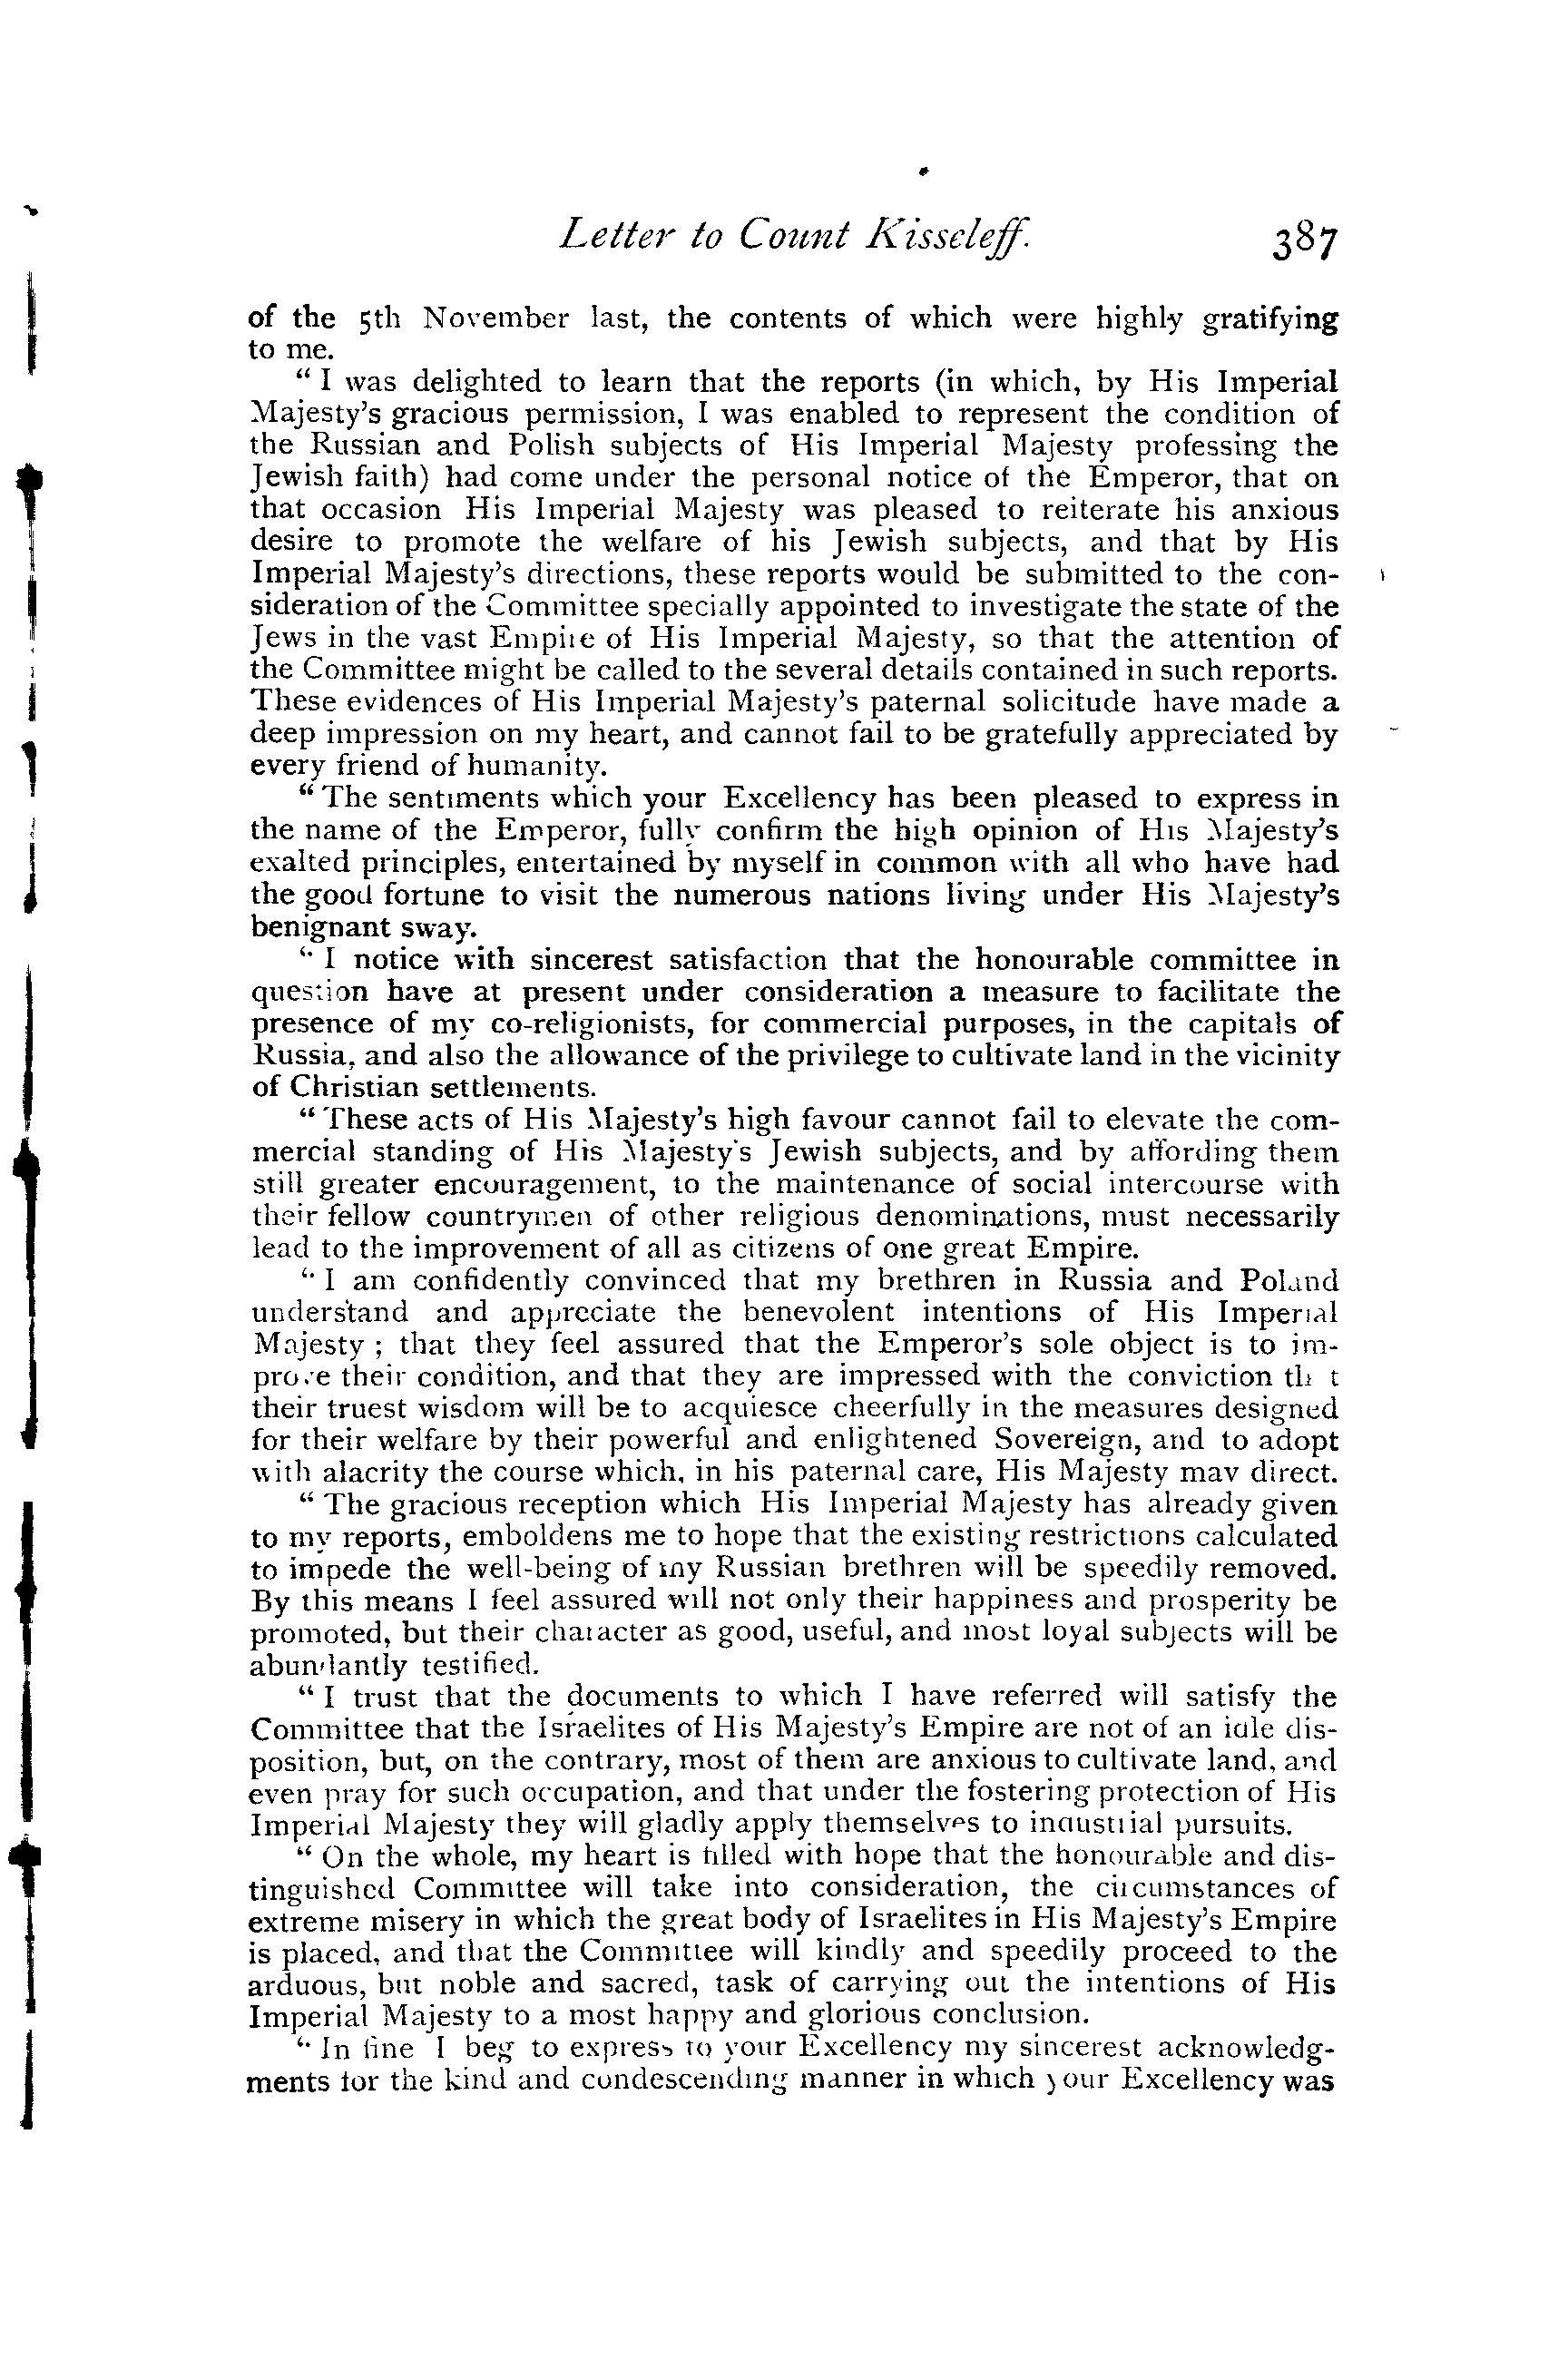 Letter to Count Kisseleff. 387
of the 5th November last, the contents of which were highly gratifying
to me.
“ I was delighted to learn that the reports (in which, by His Imperial
Majesty’s gracious permission, I was enabled to represent the condition of
the Russian and Polish subjects of His Imperial Majesty professing the
Jewish faith) had come under the personal notice of the Emperor, that on
that occasion His Imperial Majesty was pleased to reiterate his anxious
desire to promote the welfare of his Jewish subjects, and that by His
Imperial Majesty’s directions, these reports would be submitted to the con-
sideration of the Committee specially appointed to investigate the state of the
Jews in the vast Empire of His Imperial Majesty, so that the attention of
the Committee might be called to the several details contained in such reports.
These evidences of His Imperial Majesty’s paternal solicitude have made a
deep impression on my heart, and cannot fail to be gratefully appreciated by
every friend of humanity.
“ The sentiments which your Excellency has been pleased to express in
the name of the Emperor, fully confirm the high opinion of His Majesty’s
exalted principles, entertained by myself in common with all who have had
the good fortune to visit the numerous nations living under His Majesty’s
benignant sway.
“ I notice with sincerest satisfaction that the honourable committee in
question have at present under consideration a measure to facilitate the
presence of my co-religionists, for commercial purposes, in the capitals of
Russia, and also the allowance of the privilege to cultivate land in the vicinity
of Christian settlements.
“ These acts of His Majesty’s high favour cannot fail to elevate the com-
mercial standing of His Majesty’s Jewish subjects, and by affording them
still greater encouragement, to the maintenance of social intercourse with
their fellow countrymen of other religious denominations, must necessarily
lead to the improvement of all as citizens of one great Empire.
“ I am confidently convinced that my brethren in Russia and Poland
understand and appreciate the benevolent intentions of His Imperial
Majesty ; that they feel assured that the Emperor’s sole object is to im-
prove their condition, and that they are impressed with the conviction that
their truest wisdom will be to acquiesce cheerfully in the measures designed
for their welfare by their powerful and enlightened Sovereign, and to adopt
with alacrity the course which, in his paternal care, His Majesty may direct.
“ The gracious reception which His Imperial Majesty has already given
to my reports, emboldens me to hope that the existing restrictions calculated
to impede the well-being of my Russian brethren will be speedily removed.
By this means I feel assured will not only their happiness and prosperity be
promoted, but their character as good, useful, and most loyal subjects will be
abundantly testified.
“ I trust that the documents to which I have referred will satisfy the
Committee that the Israelites of His Majesty’s Empire are not of an idle dis-
position, but, on the contrary, most of them are anxious to cultivate land, and
even pray for such occupation, and that under the fostering protection of His
Imperial Majesty they will gladly apply themselves to industrial pursuits.
“ On the whole, my heart is filled with hope that the honourable and dis-
tinguished Committee will take into consideration, the circumstances of
extreme misery in which the great body of Israelites in His Majesty’s Empire
is placed, and that the Committee will kindly and speedily proceed to the
arduous, but noble and sacred, task of carrying out the intentions of His
Imperial Majesty to a most happy and glorious conclusion.
“ In fine I beg to express to your Excellency my sincerest acknowledg-
ments for the kind and condescending manner in which your Excellency was